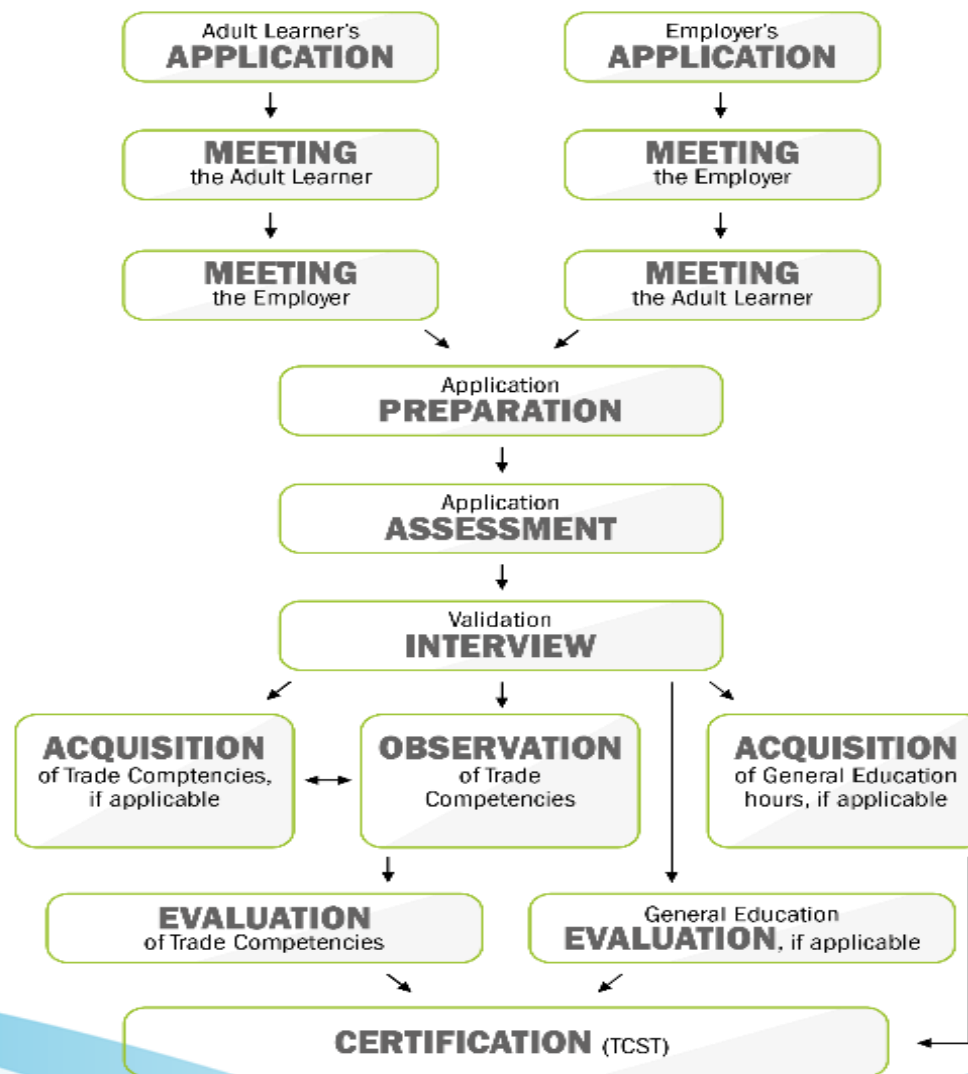 Adult Learner's
APPLICATION
Employer's
APPLICATION
MEETING
the Adult Learner
MEETING
the Employer
MEETING
the Employer
MEETING
the Adult Learner
Application
PREPARATION
Application
ASSESSMENT
Validation
INTERVIEW
ACQUISITION
of Trade Comptencies,
if applicable
OBSERVATION
of Trade
Competencies
ACQUISITION
of General Education
hours, if applicable
EVALUATION
of Trade Competencies
General Education
EVALUATION, if applicable
CERTIFICATION (TCST)